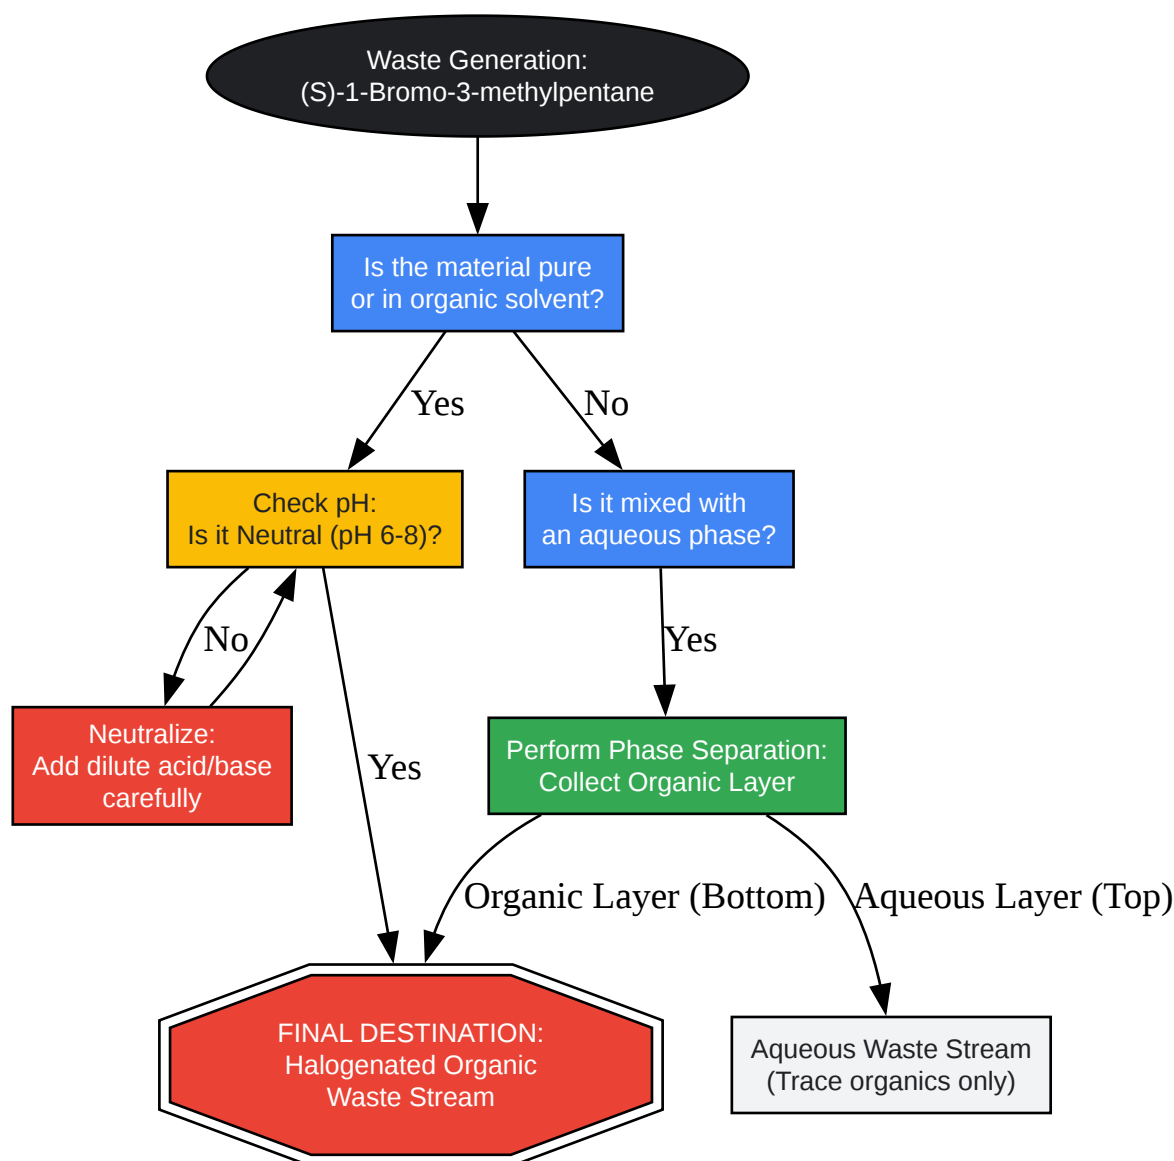 Waste Generation:
(S)-1-Bromo-3-methylpentane
Is the material pure
or in organic solvent?
Yes
No
Check pH:
Is it Neutral (pH 6-8)?
Is it mixed with
an aqueous phase?
No
Yes
Neutralize:
Add dilute acid/base
carefully
Yes
Perform Phase Separation:
Collect Organic Layer
Organic Layer (Bottom)
Aqueous Layer (Top)
FINAL DESTINATION:
Halogenated Organic
Waste Stream
Aqueous Waste Stream
(Trace organics only)